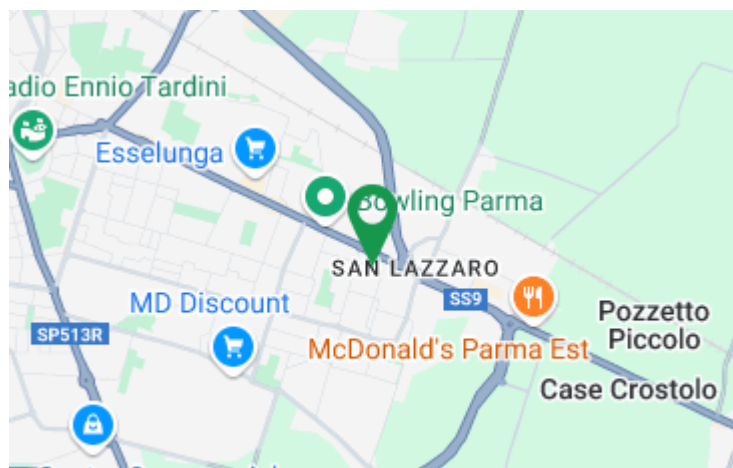 adio Ennio Tardini
Esselunga
Bowling Parma
SAN LAZZARO
SS9
MD Discount
Pozzetto
Piccolo
SP513R
McDonald's Parma Est
Case Crostolo